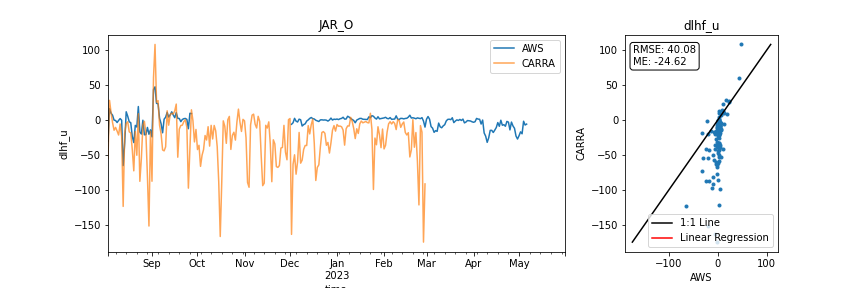 JAR_O
dlhf_u
100
50
0
−50
−100
−150
dlhf_u
AWS
CARRA
Sep
Oct
Nov
Dec
Jan
2023
Feb
Mar
Apr
May
time
100
50
0
−50
−100
−150
CARRA
RMSE: 40.08
ME: -24.62
1:1 Line
Linear Regression
−100
0
100
AWS